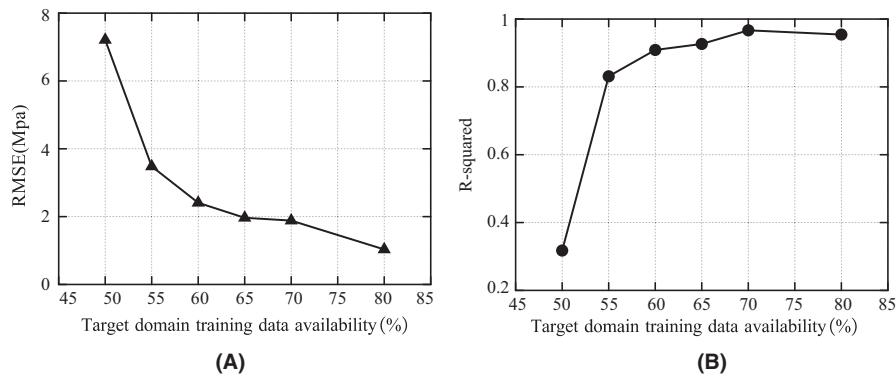 8
6
4
2
0
RMSE(Mpa)
45 50 55 60 65 70 75 80 85
Target domain training data availability(%)
(A)
1
0.8
0.6
0.4
0.2
R-squared
45 50 55 60 65 70 75 80 85
Target domain training data availability(%)
(B)